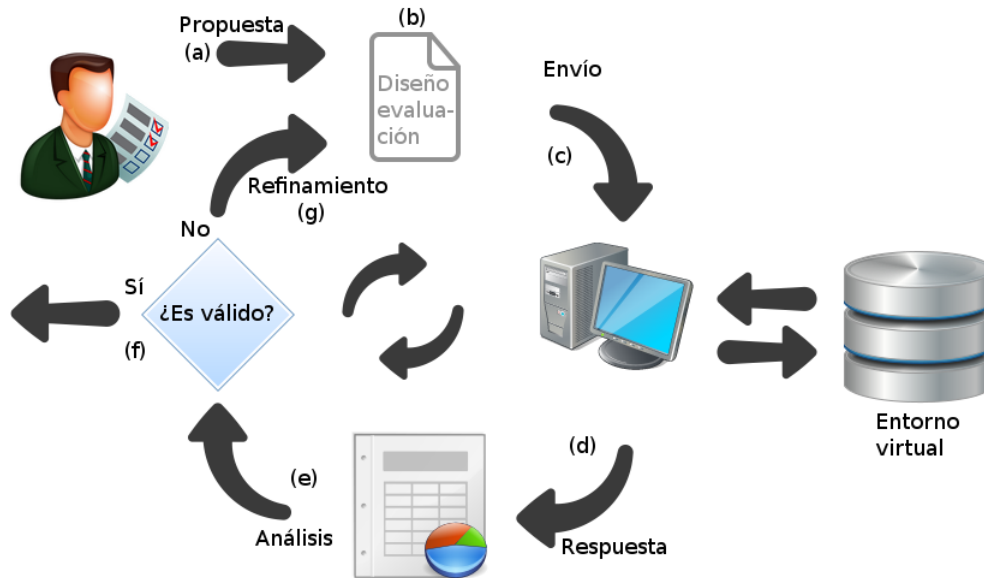 Propuesta
(a)
(b)
Diseño
evalua-
ción
Envío
(c)
Refinamiento
(g)
No
Sí
¿Es válido?
(f)
Entorno
virtual
(d)
Respuesta
(e)
Análisis